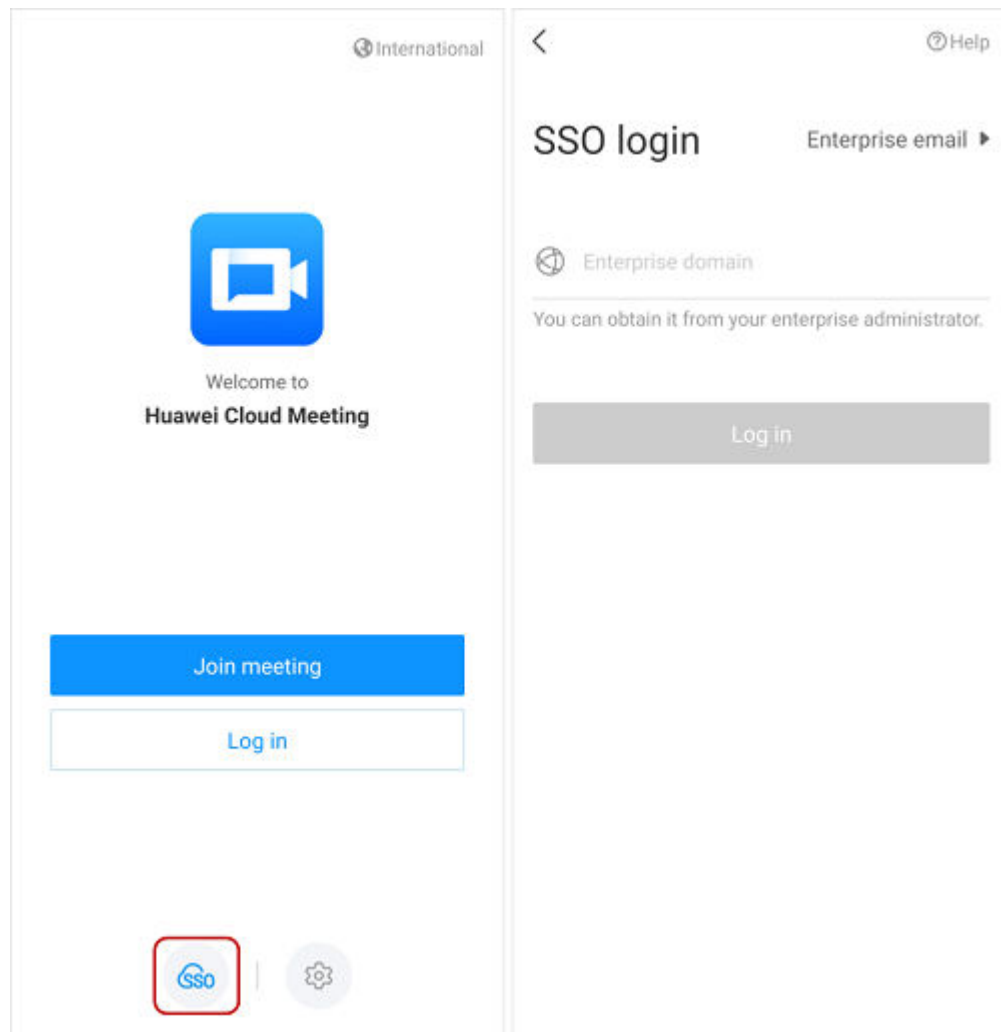 International
Welcome to
Huawei Cloud Meeting
Join meeting
Log in
SSO
Help
SSO login
Enterprise email
Enterprise domain
You can obtain it from your enterprise administrator.
Log in